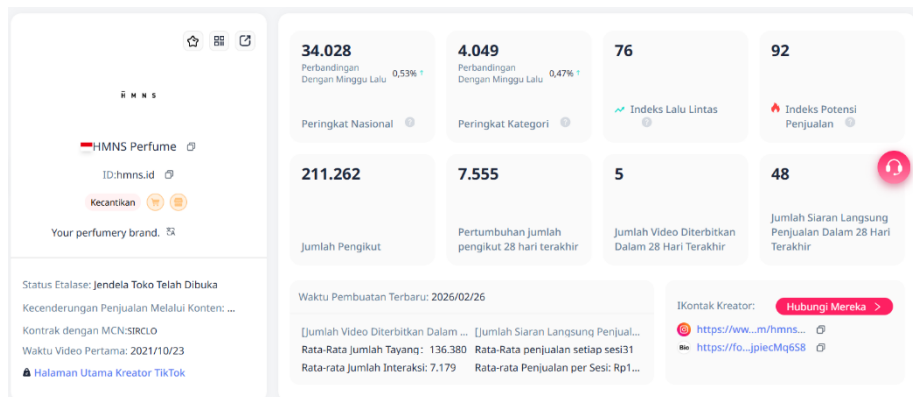 HMNS
HMNS Perfume
ID:hmns.id
Kecantikan
Your perfumery brand.
Status Etalase: Jendela Toko Telah Dibuka
Kecenderungan Penjualan Melalui Konten: ...
Kontrak dengan MCN:SIRCLO
Waktu Video Pertama: 2021/10/23
Halaman Utama Kreator TikTok
34.028
Perbandingan
Dengan Minggu Lalu 0,53% ↑
Peringkat Nasional
4.049
Perbandingan
Dengan Minggu Lalu 0,47% ↑
Peringkat Kategori
76
Indeks Lalu Lintas
92
Indeks Potensi
Penjualan
211.262
Jumlah Pengikut
7.555
Pertumbuhan jumlah
pengikut 28 hari terakhir
5
Jumlah Video Diterbitkan
Dalam 28 Hari Terakhir
48
Jumlah Siaran Langsung
Penjualan Dalam 28 Hari
Terakhir
Waktu Pembuatan Terbaru: 2026/02/26
[Jumlah Video Diterbitkan Dalam ...
Rata-Rata Jumlah Tayang: 136.380
Rata-rata Jumlah Interaksi: 7.179
[Jumlah Siaran Langsung Penjual...
Rata-Rata penjualan setiap sesi31
Rata-rata Penjualan per Sesi: Rp1...
IKontak Kreator:
Hubungi Mereka >
https://ww...m/hmns...
Bio https://fo...jpiecMq6S8